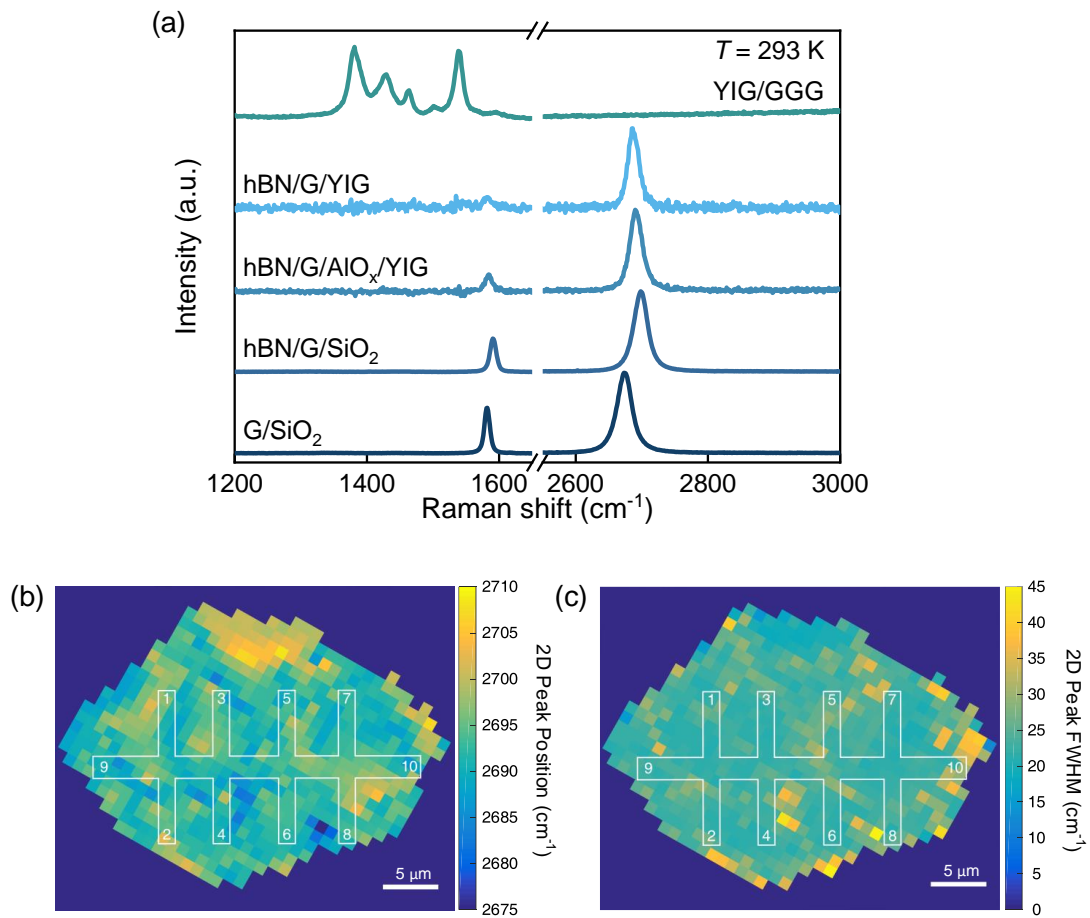 (a)
T = 293 K
YIG/GGG
hBN/G/YIG
hBN/G/AlOₓ/YIG
hBN/G/SiO₂
G/SiO₂
Intensity (a.u.)
1200 1400 1600 2600 2800 3000
Raman shift (cm⁻¹)
(b)
1 3 5 7
9 10
2 4 6 8
5 μm
2710
2705
2700
2695
2690
2685
2680
2675
2D Peak Position (cm⁻¹)
(c)
1 3 5 7
9 10
2 4 6 8
5 μm
45
40
35
30
25
20
15
10
5
0
2D Peak FWHM (cm⁻¹)